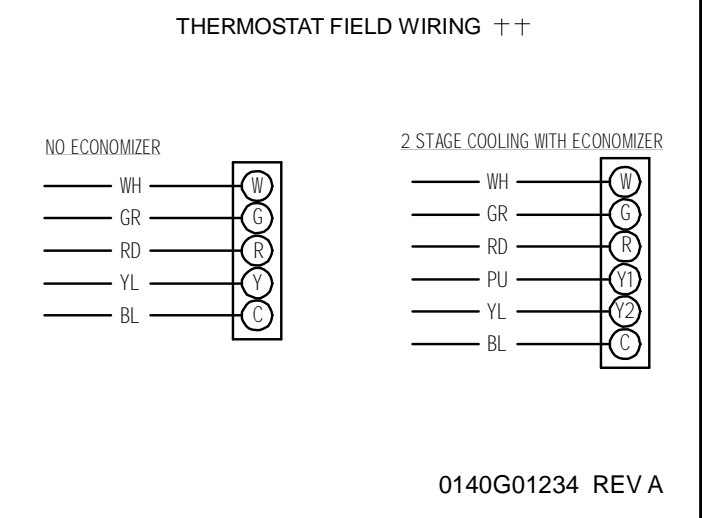 THERMOSTAT FIELD WIRING ††
NO ECONOMIZER
WH W
GR G
RD R
YL Y
BL C
2 STAGE COOLING WITH ECONOMIZER
WH W
GR G
RD R
PU Y1
YL Y2
BL C
0140G01234 REV A